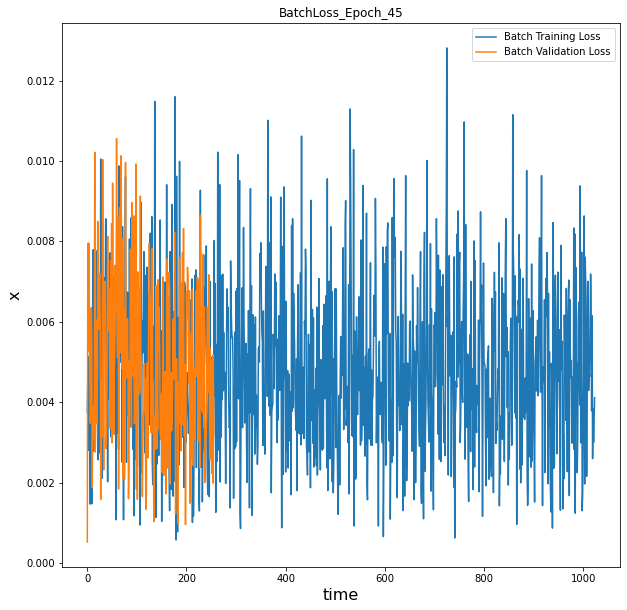 BatchLoss_Epoch_45
Batch Training Loss
Batch Validation Loss
0.012
0.010
0.008
0.006
0.004
0.002
0.000
x
0
200
400
600
800
1000
time